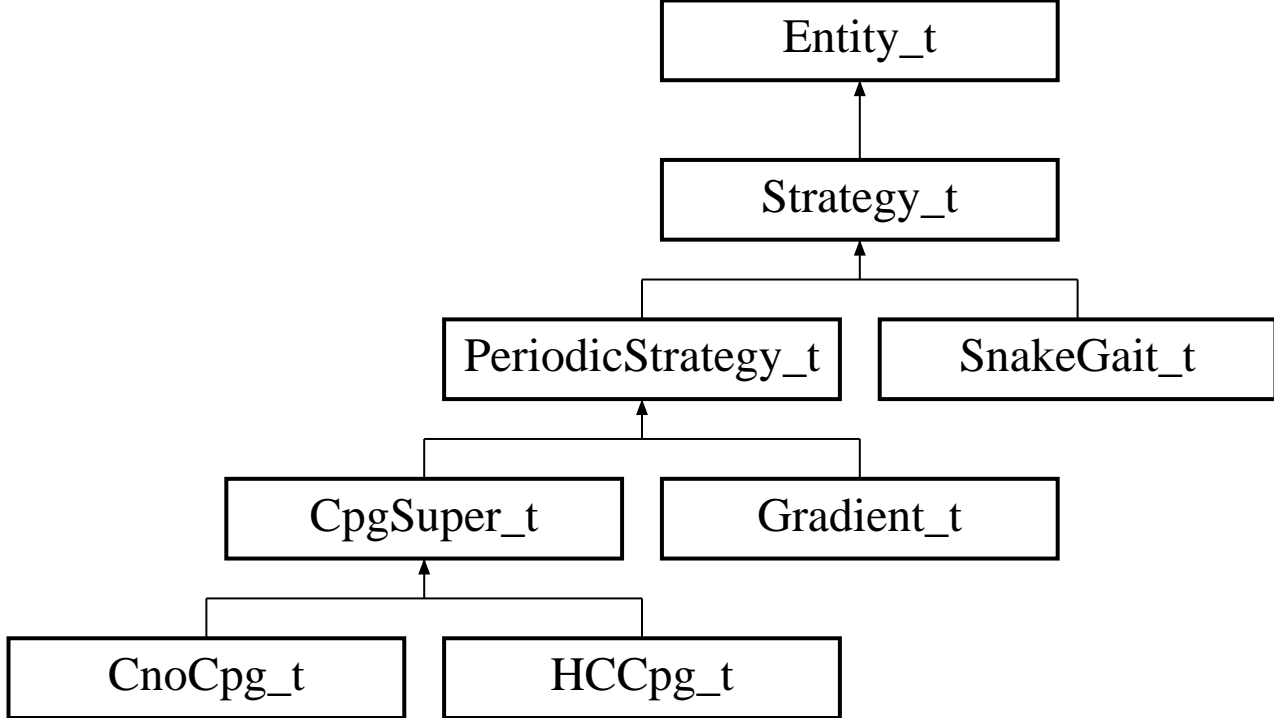 Entity_t
Strategy_t
PeriodicStrategy_t
SnakeGait_t
CpgSuper_t
Gradient_t
CnoCpg_t
HCCpg_t